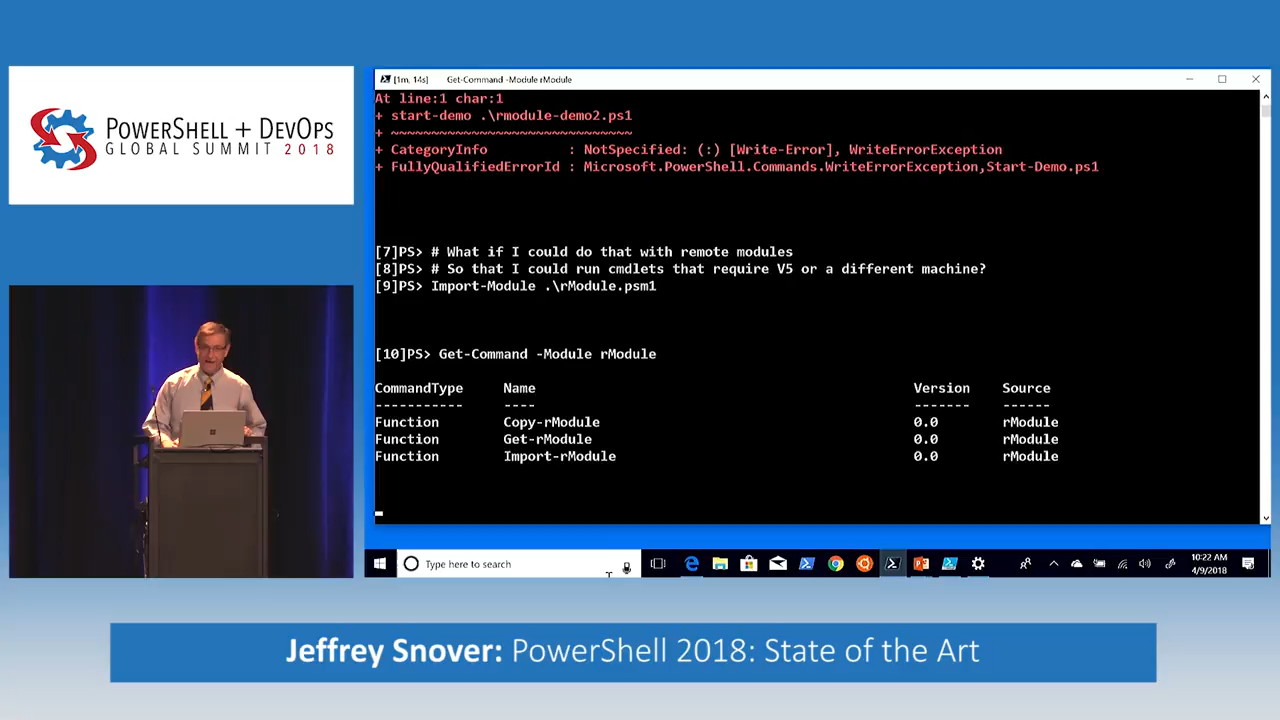 POWERSHELL + DEVOPS
GLOBAL SUMMIT 2018
[1m, 14s] Get-Command -Module rModule
At line:1 char:1
+ start-demo .\rmodule-demo2.ps1
+ ~~~~~~~~~~~~~~~~~~~~~~~~~~~~~~
+ CategoryInfo : NotSpecified: (:) [Write-Error], WriteErrorException
+ FullyQualifiedErrorId : Microsoft.PowerShell.Commands.WriteErrorException,Start-Demo.ps1
[7]PS> # What if I could do that with remote modules
[8]PS> # So that I could run cmdlets that require V5 or a different machine?
[9]PS> Import-Module .\rModule.psm1
[10]PS> Get-Command -Module rModule
CommandType Name Version Source
----------- ---- ------- ------
Function Copy-rModule 0.0 rModule
Function Get-rModule 0.0 rModule
Function Import-rModule 0.0 rModule
Type here to search
10:22 AM
4/9/2018
Jeffrey Snover: PowerShell 2018: State of the Art